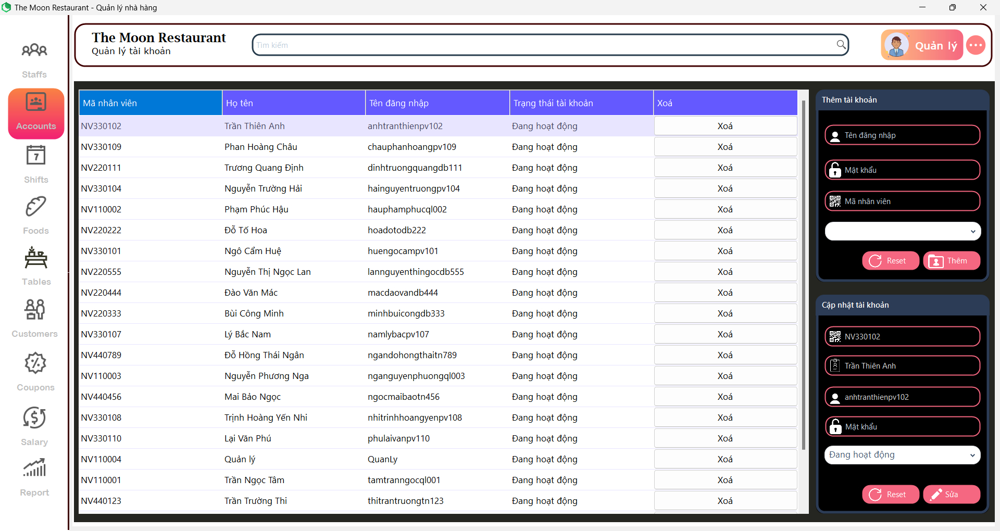 The Moon Restaurant - Quản lý nhà hàng
The Moon Restaurant
Quản lý tài khoản
Tìm kiếm
Quản lý
Staffs
Accounts
7
Shifts
Foods
Tables
Customers
Coupons
Salary
Report
Mã nhân viên Họ tên Tên đăng nhập Trạng thái tài khoản Xoá
NV330102 Trần Thiên Anh anhtranthienpv102 Đang hoạt động Xoá
NV330109 Phan Hoàng Châu chauphanhoangpv109 Đang hoạt động Xoá
NV220111 Trương Quang Định dinhtruongquangdb111 Đang hoạt động Xoá
NV330104 Nguyễn Trường Hải hainguyentruongpv104 Đang hoạt động Xoá
NV110002 Phạm Phúc Hậu hauphamphucql002 Đang hoạt động Xoá
NV220222 Đỗ Tố Hoa hoadotodb222 Đang hoạt động Xoá
NV330101 Ngô Cẩm Huệ huengocampv101 Đang hoạt động Xoá
NV220555 Nguyễn Thị Ngọc Lan lannguyenthingocdb555 Đang hoạt động Xoá
NV220444 Đào Văn Mác macdaovandb444 Đang hoạt động Xoá
NV220333 Bùi Công Minh minhbuicongdb333 Đang hoạt động Xoá
NV330107 Lý Bắc Nam namlybacpv107 Đang hoạt động Xoá
NV440789 Đỗ Hồng Thái Ngân ngandohongthaitn789 Đang hoạt động Xoá
NV110003 Nguyễn Phương Nga nganguyenphuongql003 Đang hoạt động Xoá
NV440456 Mai Bảo Ngọc ngocmaibaotn456 Đang hoạt động Xoá
NV330108 Trịnh Hoàng Yến Nhi nhitrinhhoangyenpv108 Đang hoạt động Xoá
NV330110 Lại Văn Phú phulaivanpv110 Đang hoạt động Xoá
NV110004 Quản lý QuanLy Đang hoạt động Xoá
NV110001 Trần Ngọc Tâm tamtranngocql001 Đang hoạt động Xoá
NV440123 Trần Trường Thi thitrantruongtn123 Đang hoạt động Xoá
Thêm tài khoản
Tên đăng nhập
Mật khẩu
Mã nhân viên
Reset Thêm
Cập nhật tài khoản
NV330102
Trần Thiên Anh
anhtranthienpv102
Mật khẩu
Đang hoạt động
Reset Sửa